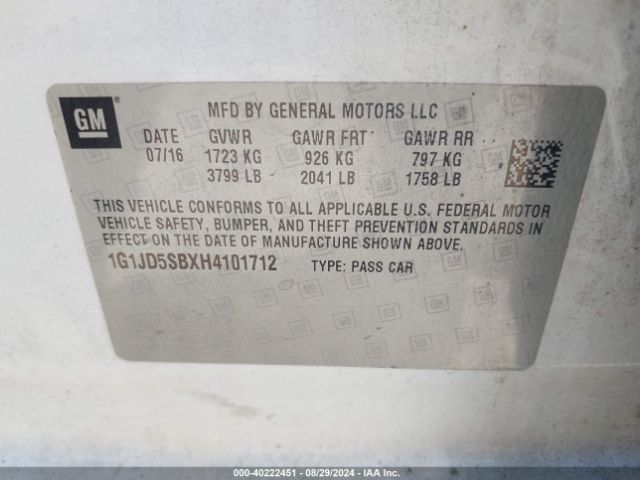 GM
MFD BY GENERAL MOTORS LLC
DATE GVWR GAWR FRT GAWR RR
07/16 1723 KG 926 KG 797 KG
3799 LB 2041 LB 1758 LB
THIS VEHICLE CONFORMS TO ALL APPLICABLE U.S. FEDERAL MOTOR
VEHICLE SAFETY, BUMPER, AND THEFT PREVENTION STANDARDS IN
EFFECT ON THE DATE OF MANUFACTURE SHOWN ABOVE.
1G1JD5SBXH4101712 TYPE: PASS CAR
000-40222451 - 08/29/2024 - IAA Inc.